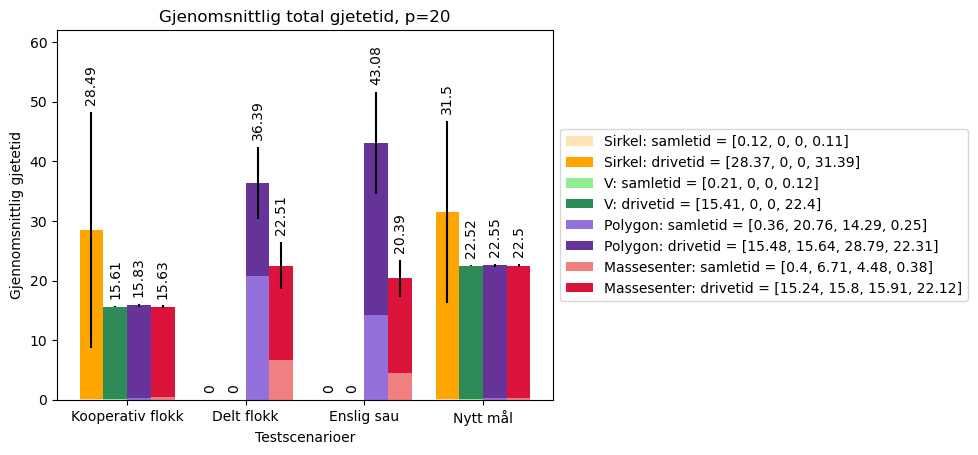 Gjenomsnittlig total gjetetid, p=20
Gjennomsnittlig gjetetid
60
50
40
30
20
10
0
28.49
15.61
15.83
15.63
0
0
36.39
22.51
0
0
43.08
20.39
31.5
22.52
22.55
22.5
Kooperativ flokk
Delt flokk
Enslig sau
Nytt mål
Testscenarioer
Sirkel: samletid = [0.12, 0, 0, 0.11]
Sirkel: drivetid = [28.37, 0, 0, 31.39]
V: samletid = [0.21, 0, 0, 0.12]
V: drivetid = [15.41, 0, 0, 22.4]
Polygon: samletid = [0.36, 20.76, 14.29, 0.25]
Polygon: drivetid = [15.48, 15.64, 28.79, 22.31]
Massesenter: samletid = [0.4, 6.71, 4.48, 0.38]
Massesenter: drivetid = [15.24, 15.8, 15.91, 22.12]